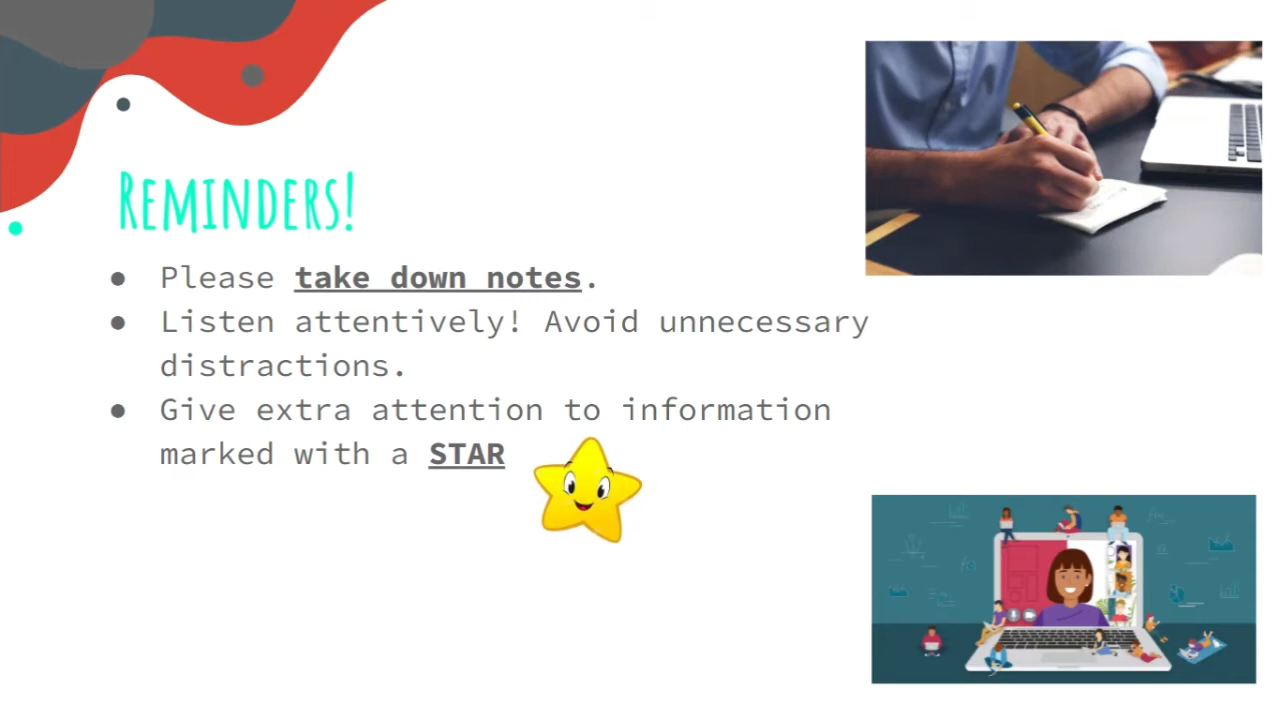 Reminders!
● Please take down notes.
● Listen attentively! Avoid unnecessary
distractions.
● Give extra attention to information
marked with a STAR